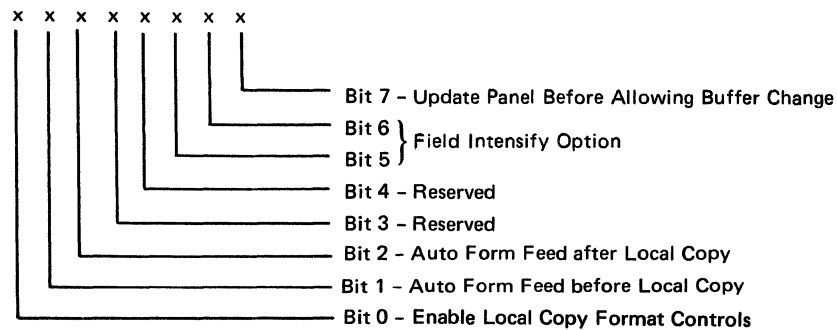 x x x x x x x x
Bit 7 – Update Panel Before Allowing Buffer Change
Bit 6
Field Intensify Option
Bit 5
Bit 4 – Reserved
Bit 3 – Reserved
Bit 2 – Auto Form Feed after Local Copy
Bit 1 – Auto Form Feed before Local Copy
Bit 0 – Enable Local Copy Format Controls